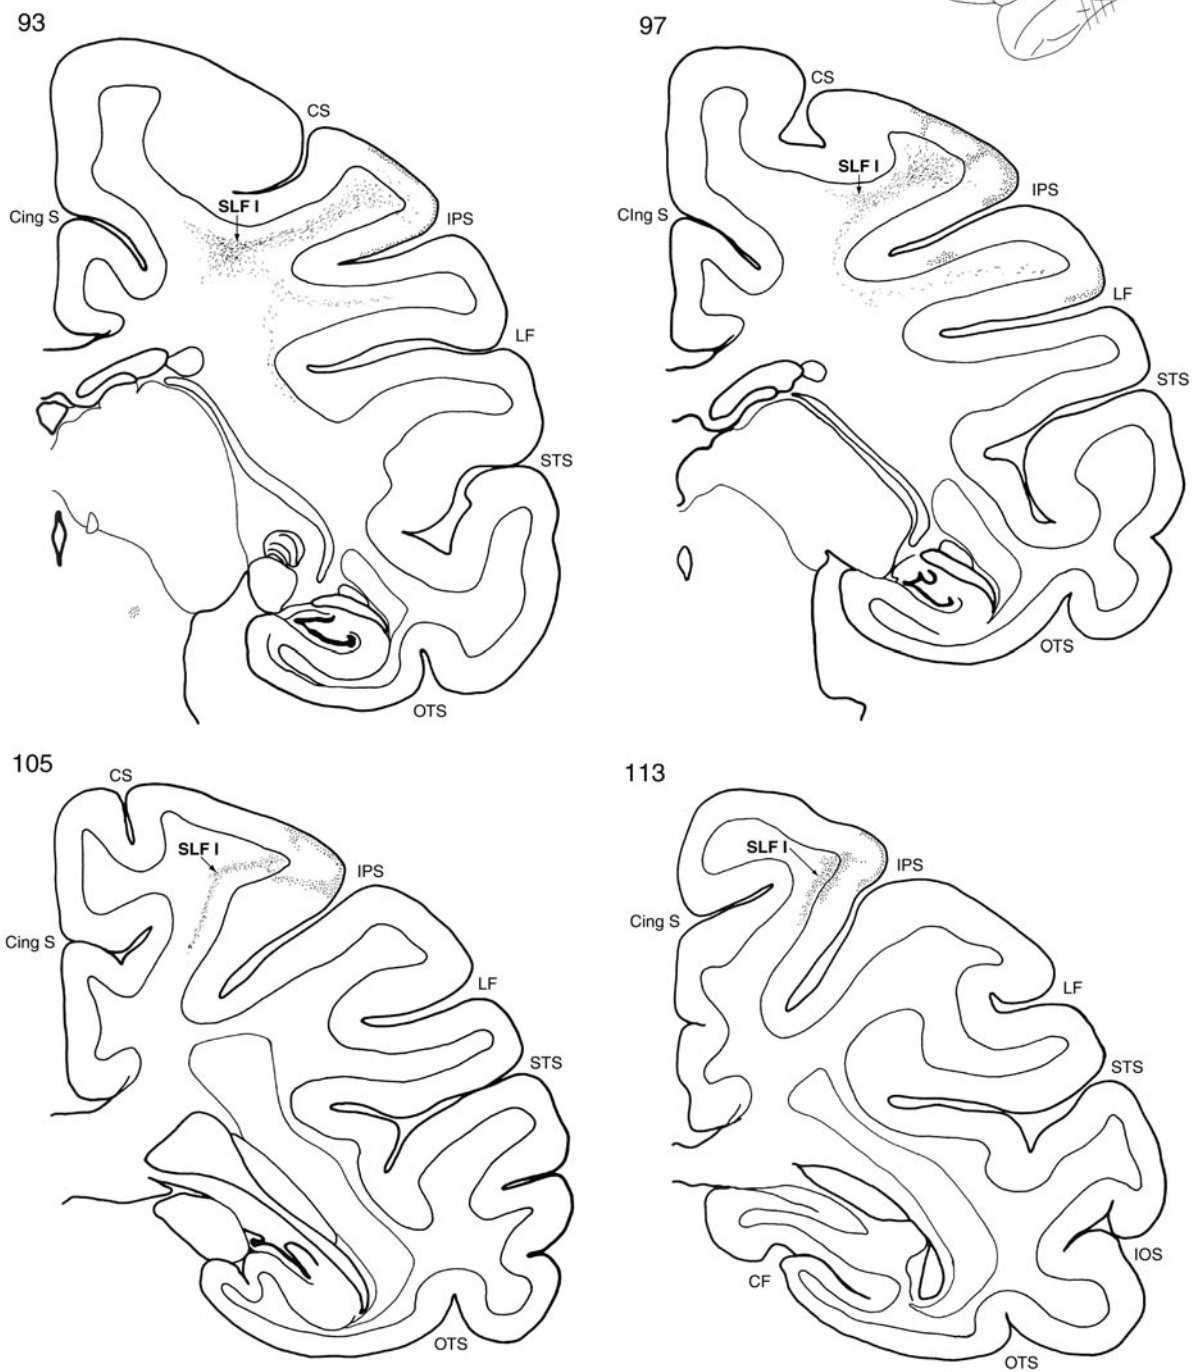 93
CS
SLF I
Cing S
IPS
LF
STS
OTS
97
CS
SLF I
CIng S
IPS
LF
STS
OTS
105
CS
SLF I
IPS
Cing S
LF
STS
OTS
113
SLF I
IPS
Cing S
LF
STS
IOS
CF
OTS